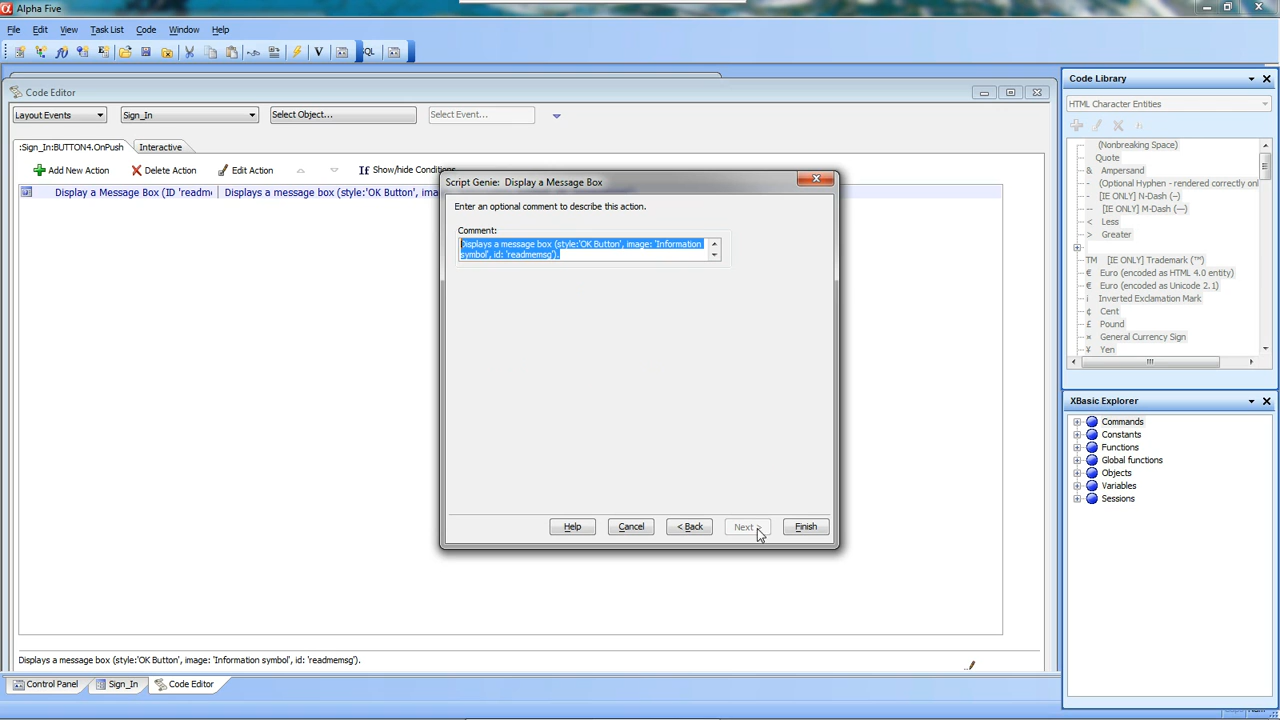 Alpha Five
File Edit View Task List Code Window Help
V QL
Code Editor
Layout Events Sign_In Select Object... Select Event...
:Sign_In:BUTTON4.OnPush Interactive
Add New Action Delete Action Edit Action If Show/hide Conditions
Display a Message Box (ID 'readme Displays a message box (style:'OK Button', ima
Script Genie: Display a Message Box
Enter an optional comment to describe this action.
Comment:
Displays a message box (style:'OK Button', image: 'Information
symbol', id: 'readmemsg').
Help Cancel < Back Next > Finish
Displays a message box (style:'OK Button', image: 'Information symbol', id: 'readmemsg').
Control Panel Sign_In Code Editor
Code Library
HTML Character Entities
(Nonbreaking Space)
Quote
& Ampersand
- (Optional Hyphen - rendered correctly onl
- [IE ONLY] N-Dash (–)
-- [IE ONLY] M-Dash (—)
< Less
> Greater
TM [IE ONLY] Trademark (™)
€ Euro (encoded as HTML 4.0 entity)
€ Euro (encoded as Unicode 2.1)
¡ Inverted Exclamation Mark
¢ Cent
£ Pound
¤ General Currency Sign
¥ Yen
XBasic Explorer
Commands
Constants
Functions
Global functions
Objects
Variables
Sessions